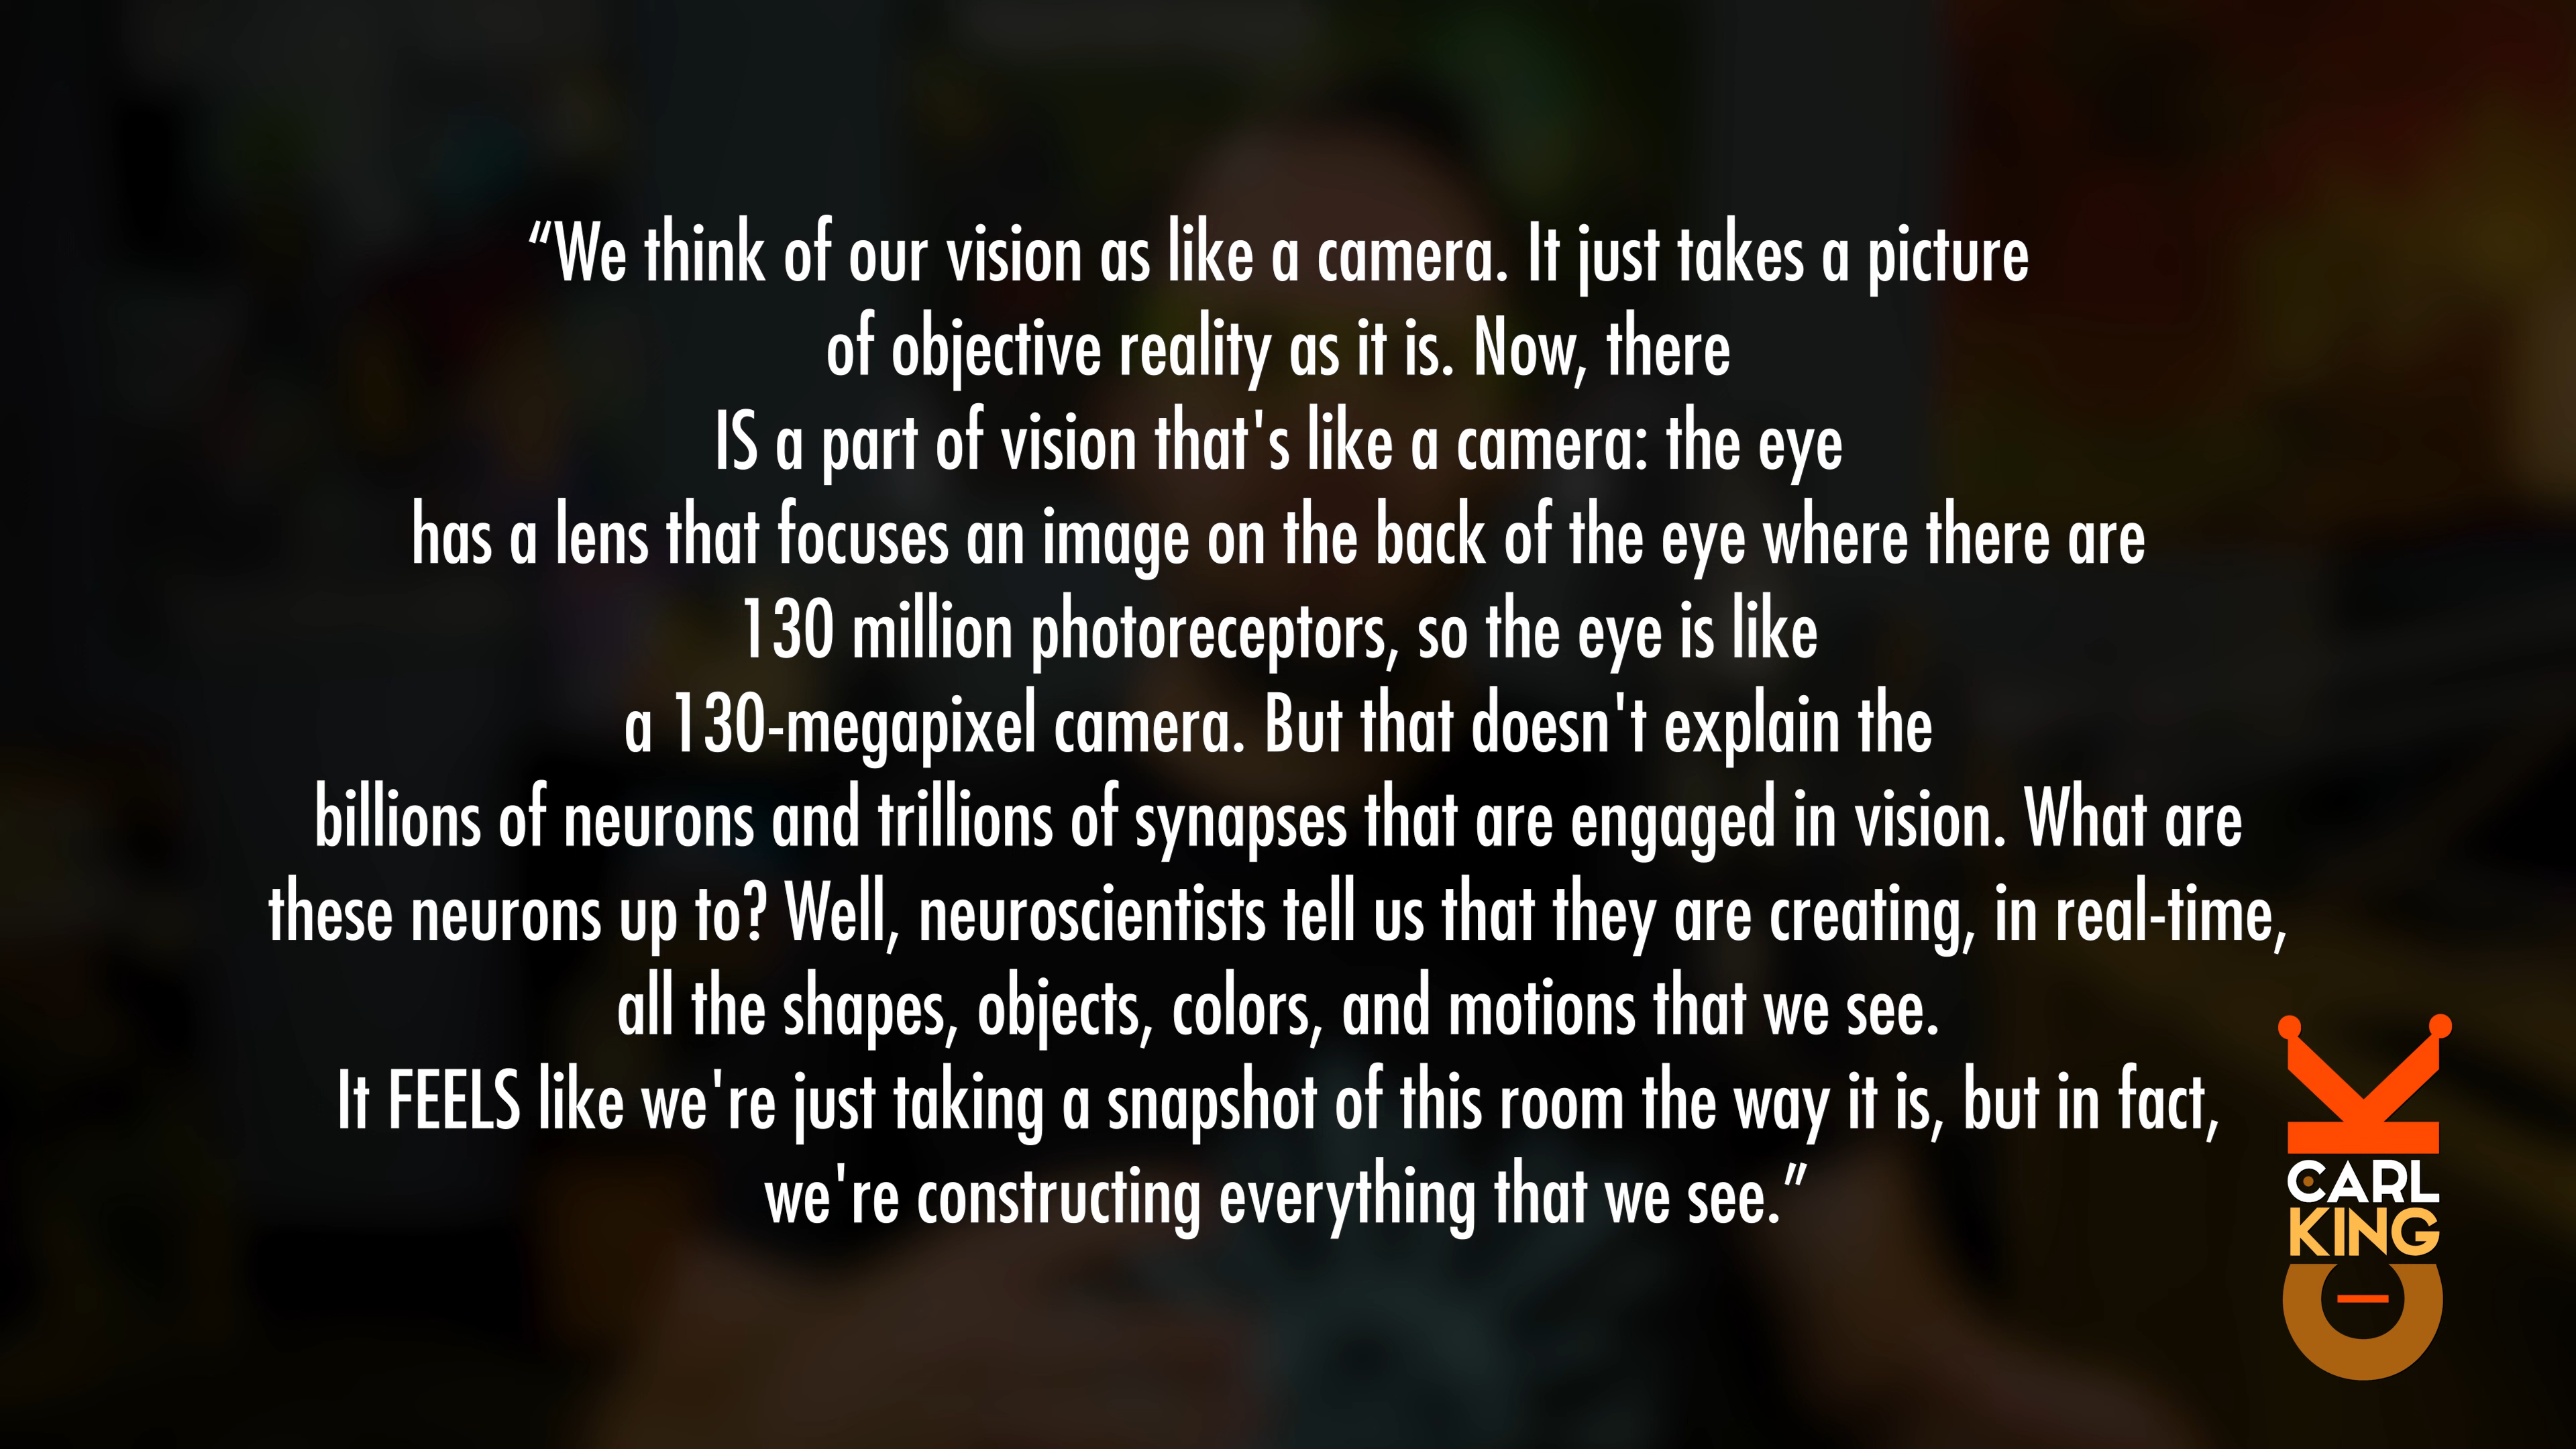 “We think of our vision as like a camera. It just takes a picture
of objective reality as it is. Now, there
IS a part of vision that's like a camera: the eye
has a lens that focuses an image on the back of the eye where there are
130 million photoreceptors, so the eye is like
a 130-megapixel camera. But that doesn't explain the
billions of neurons and trillions of synapses that are engaged in vision. What are
these neurons up to? Well, neuroscientists tell us that they are creating, in real-time,
all the shapes, objects, colors, and motions that we see.
It FEELS like we're just taking a snapshot of this room the way it is, but in fact,
we're constructing everything that we see.”
CARL
KING